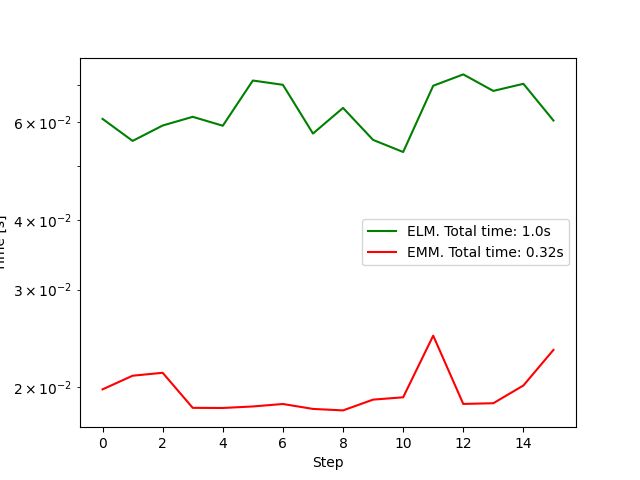 6 × 10⁻²
4 × 10⁻²
3 × 10⁻²
2 × 10⁻²
[s]
ELM. Total time: 1.0s
EMM. Total time: 0.32s
0 2 4 6 8 10 12 14
Step